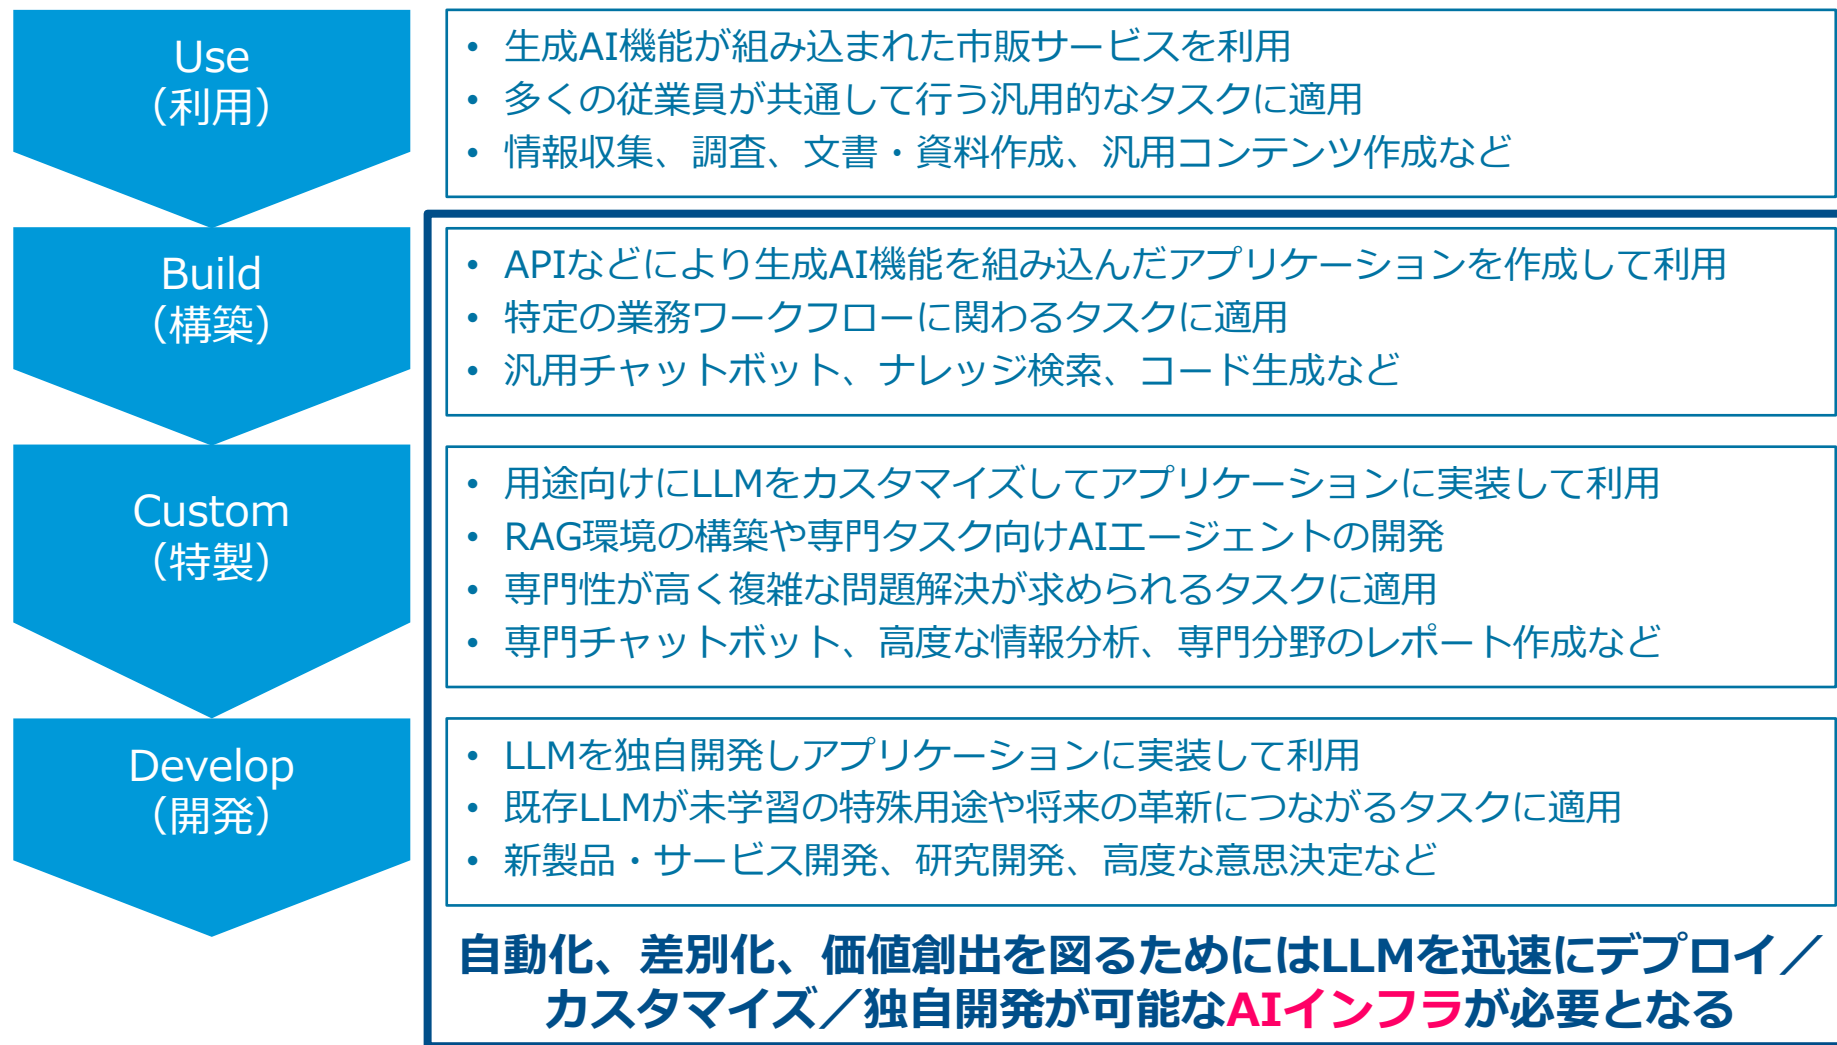 Use
（利用）
• 生成AI機能が組み込まれた市販サービスを利用
• 多くの従業員が共通して行う汎用的なタスクに適用
• 情報収集、調査、文書・資料作成、汎用コンテンツ作成など
Build
（構築）
• APIなどにより生成AI機能を組み込んだアプリケーションを作成して利用
• 特定の業務ワークフローに関わるタスクに適用
• 汎用チャットボット、ナレッジ検索、コード生成など
Custom
（特製）
• 用途向けにLLMをカスタマイズしてアプリケーションに実装して利用
• RAG環境の構築や専門タスク向けAIエージェントの開発
• 専門性が高く複雑な問題解決が求められるタスクに適用
• 専門チャットボット、高度な情報分析、専門分野のレポート作成など
Develop
（開発）
• LLMを独自開発しアプリケーションに実装して利用
• 既存LLMが未学習の特殊用途や将来の革新につながるタスクに適用
• 新製品・サービス開発、研究開発、高度な意思決定など
自動化、差別化、価値創出を図るためにはLLMを迅速にデプロイ／
カスタマイズ／独自開発が可能なAIインフラが必要となる